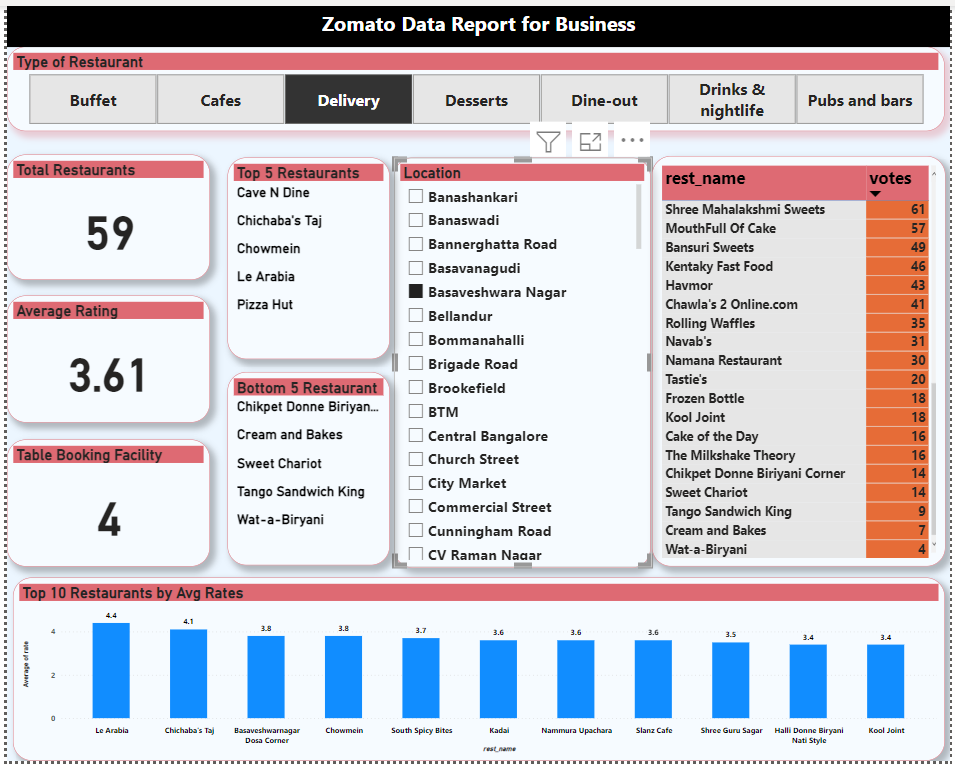 Zomato Data Report for Business
Type of Restaurant
Buffet
Cafes
Delivery
Desserts
Dine-out
Drinks &
nightlife
Pubs and bars
Total Restaurants
59
Average Rating
3.61
Table Booking Facility
4
Top 5 Restaurants
Cave N Dine
Chichaba's Taj
Chowmein
Le Arabia
Pizza Hut
Bottom 5 Restaurant
Chikpet Donne Biriyan...
Cream and Bakes
Sweet Chariot
Tango Sandwich King
Wat-a-Biryani
Location
Banashankari
Banaswadi
Bannerghatta Road
Basavanagudi
Basaveshwara Nagar
Bellandur
Bommanahalli
Brigade Road
Brookefield
BTM
Central Bangalore
Church Street
City Market
Commercial Street
Cunningham Road
CV Raman Nagar
rest_name votes
Shree Mahalakshmi Sweets 61
MouthFull Of Cake 57
Bansuri Sweets 49
Kentaky Fast Food 46
Havmor 43
Chawla's 2 Online.com 41
Rolling Waffles 35
Navab's 31
Namana Restaurant 30
Tastie's 20
Frozen Bottle 18
Kool Joint 18
Cake of the Day 16
The Milkshake Theory 16
Chikpet Donne Biriyani Corner 14
Sweet Chariot 14
Tango Sandwich King 9
Cream and Bakes 7
Wat-a-Biryani 4
Top 10 Restaurants by Avg Rates
Average of rate
4
2
0
4.4
4.1
3.8
3.8
3.7
3.6
3.6
3.6
3.5
3.4
3.4
Le Arabia
Chichaba's Taj
Basaveshwarnagar
Dosa Corner
Chowmein
South Spicy Bites
Kadai
Nammura Upachara
Slanz Cafe
Shree Guru Sagar
Halli Donne Biryani
Nati Style
Kool Joint
rest_name